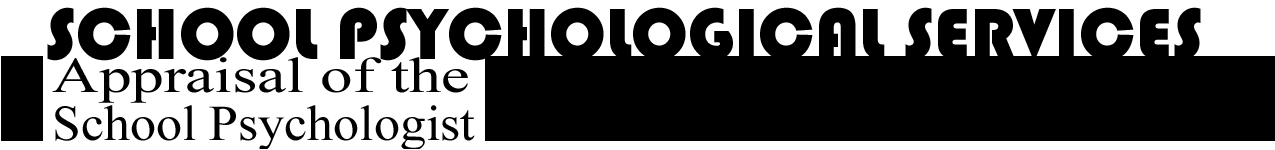 SCHOOL PSYCHOLOGICAL SERVICES
Appraisal of the
School Psychologist